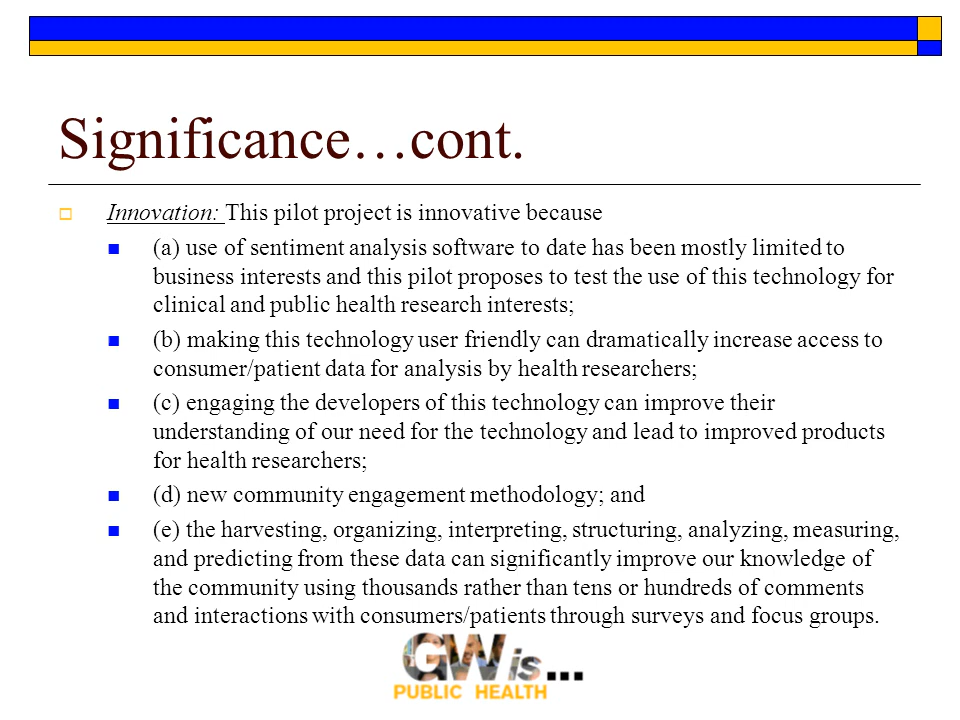 Significance…cont.
Innovation: This pilot project is innovative because
(a) use of sentiment analysis software to date has been mostly limited to
business interests and this pilot proposes to test the use of this technology for
clinical and public health research interests;
(b) making this technology user friendly can dramatically increase access to
consumer/patient data for analysis by health researchers;
(c) engaging the developers of this technology can improve their
understanding of our need for the technology and lead to improved products
for health researchers;
(d) new community engagement methodology; and
(e) the harvesting, organizing, interpreting, structuring, analyzing, measuring,
and predicting from these data can significantly improve our knowledge of
the community using thousands rather than tens or hundreds of comments
and interactions with consumers/patients through surveys and focus groups.
GWis...
PUBLIC HEALTH